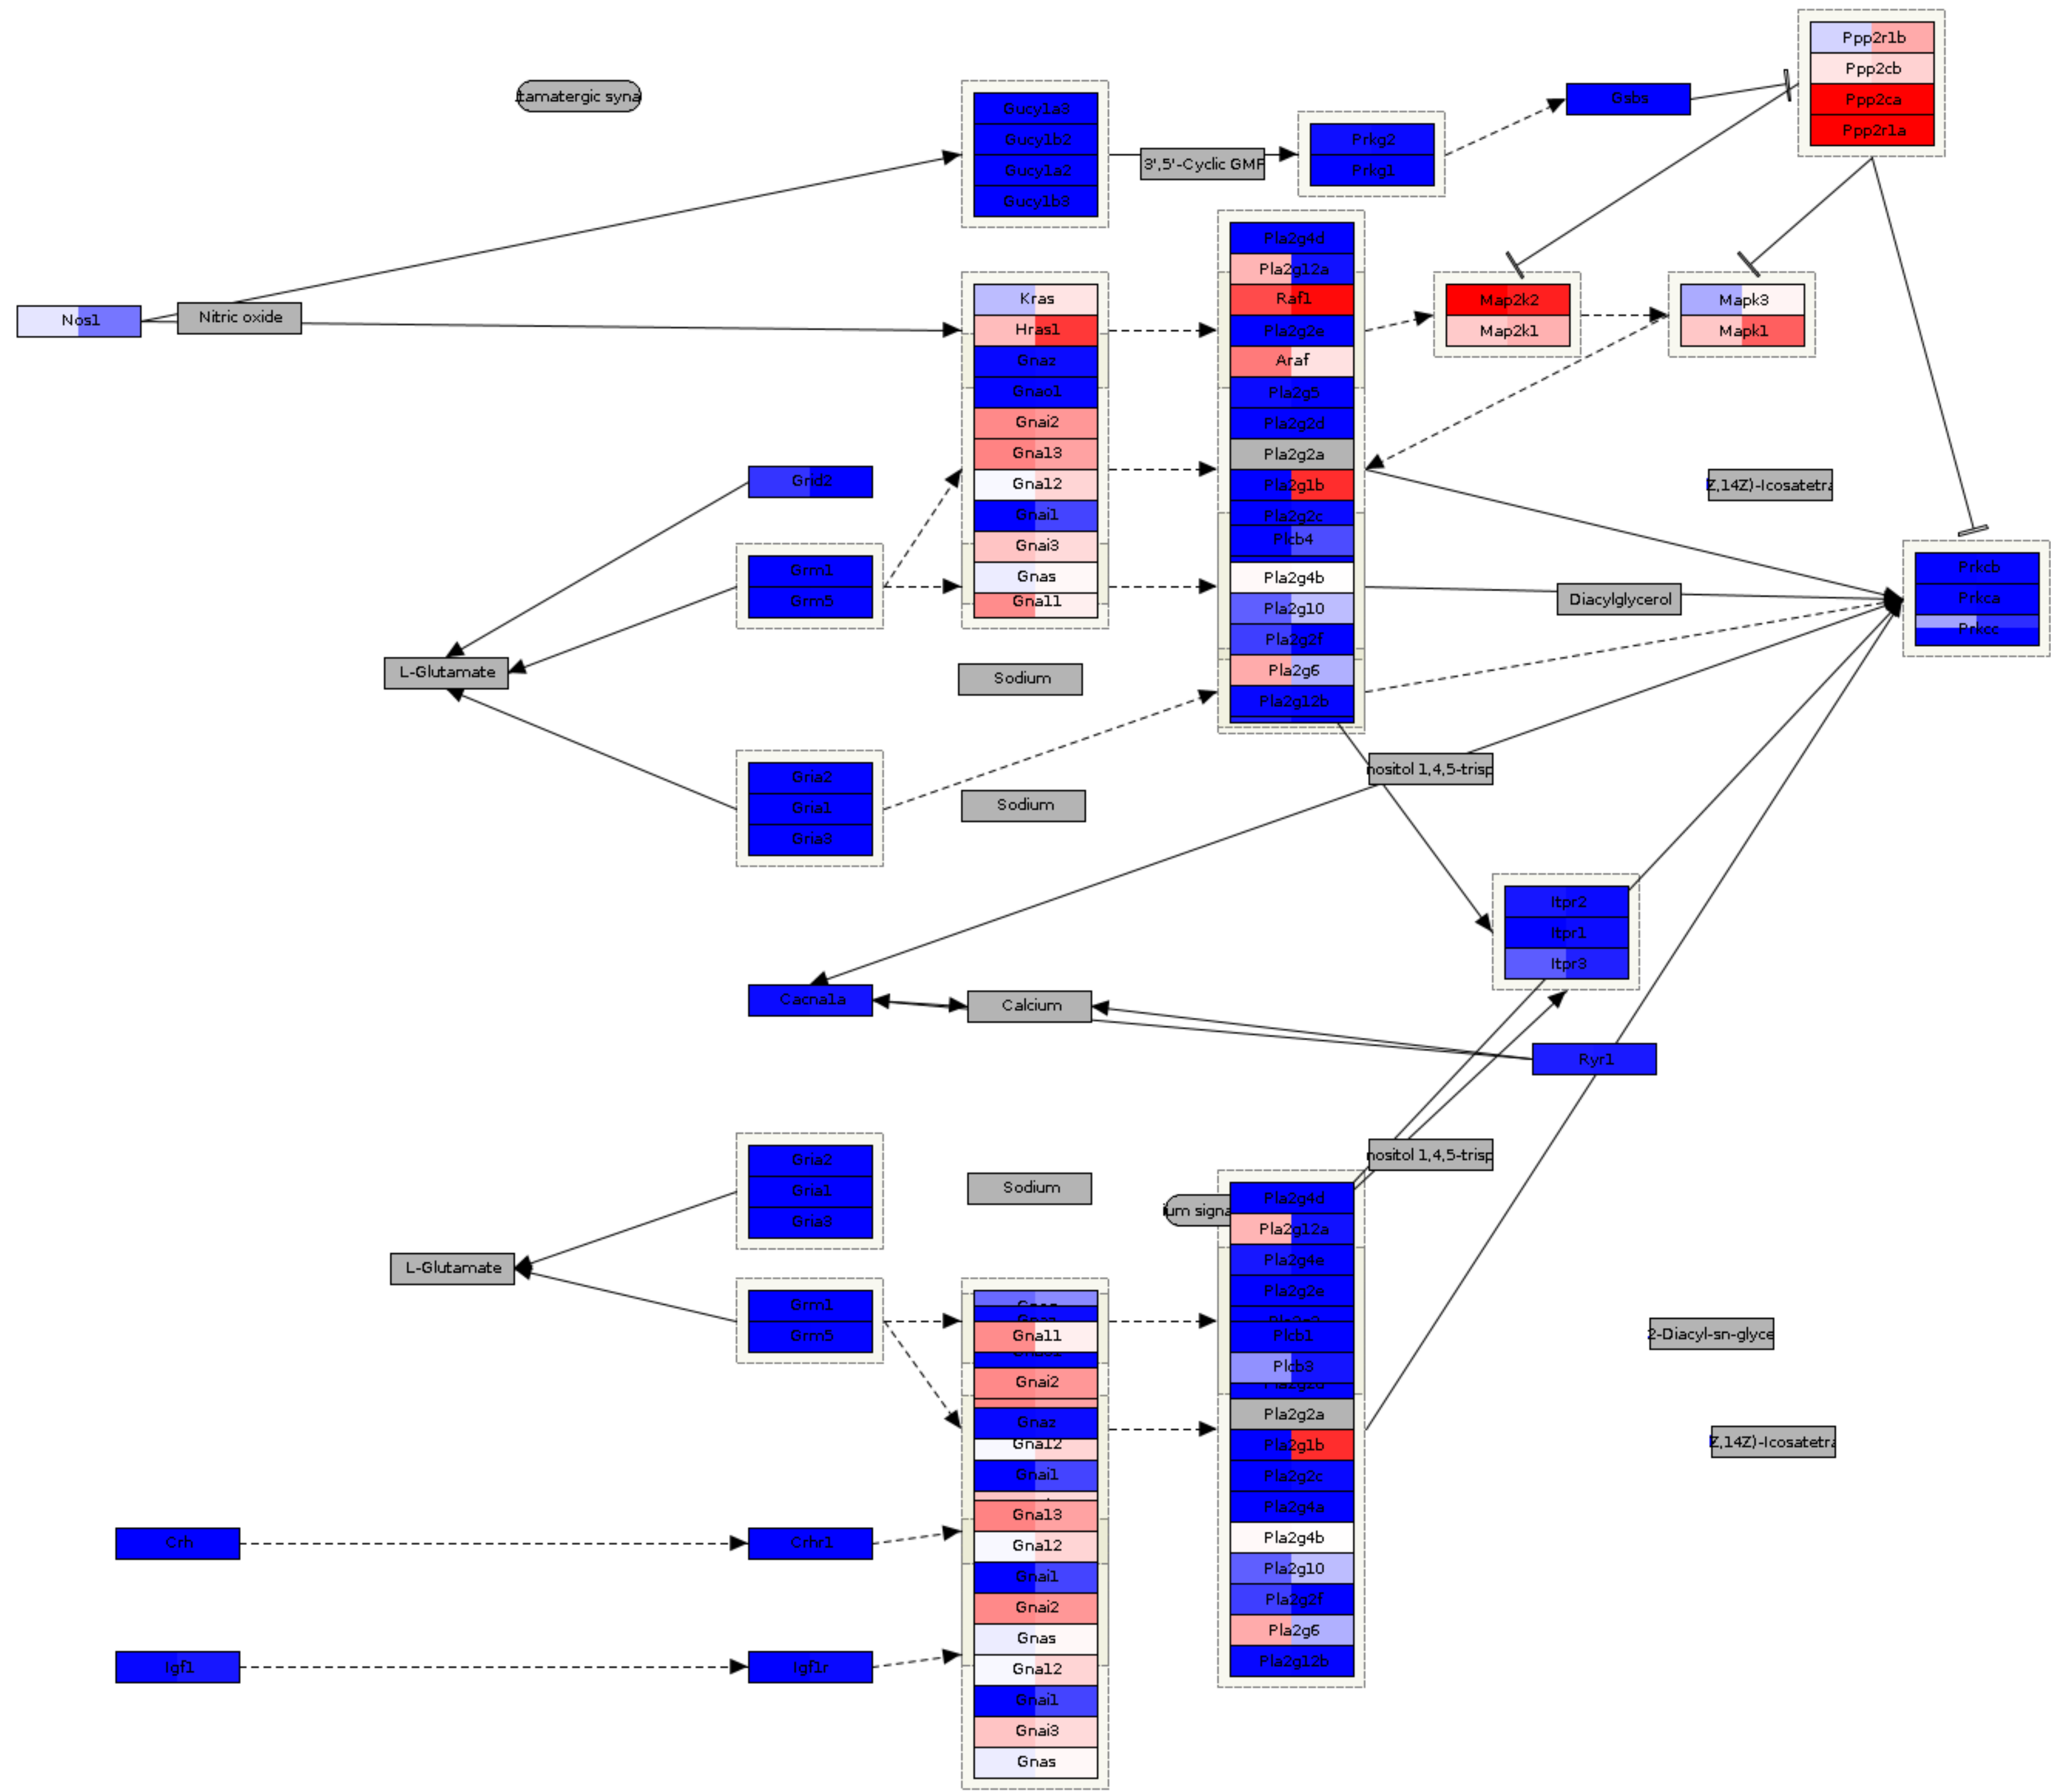 Ppp2r1b
Ppp2cb
Ppp2ca
Ppp2r1a
tamatergic syna
Gsbs
Gucy1a3
Gucy1b2
Gucy1a2
Gucy1b3
3',5'-Cyclic GMF
Prkg2
Prkg1
Nos1
Nitric oxide
Kras
Hras1
Gnaz
Gnao1
Gnai2
Gna13
Gna12
Gnai1
Gnai3
Gnas
Gna11
Pla2g4d
Pla2g12a
Raf1
Pla2g2e
Araf
Pla2g5
Pla2g2d
Pla2g2a
Pla2g1b
Pla2g2c
Plcb4
Pla2g4b
Pla2g10
Pla2g2f
Pla2g6
Pla2g12b
Map2k2
Map2k1
Mapk3
Mapk1
Z,14Z)-Icosatetra
Grid2
Grm1
Grm5
L-Glutamate
Sodium
Diacylglycerol
Prkcb
Prkca
Prkcc
Gria2
Gria1
Gria3
Sodium
nositol 1,4,5-trisp
Itpr2
Itpr1
Itpr3
Cacna1a
Calcium
Ryr1
nositol 1,4,5-trisp
Gria2
Gria1
Gria3
Sodium
ium signa
L-Glutamate
Grm1
Grm5
Gna11
Gnai2
Gnaz
Gna12
Gnai1
Gna13
Gna12
Gnai1
Gnai2
Gnas
Gna12
Gnai1
Gnai3
Gnas
Pla2g4d
Pla2g12a
Pla2g4e
Pla2g2e
Plcb1
Plcb3
Pla2g2a
Pla2g1b
Pla2g2c
Pla2g4a
Pla2g4b
Pla2g10
Pla2g2f
Pla2g6
Pla2g12b
2-Diacyl-sn-glyce
Z,14Z)-Icosatetra
Crh
Crhr1
Igf1
Igf1r